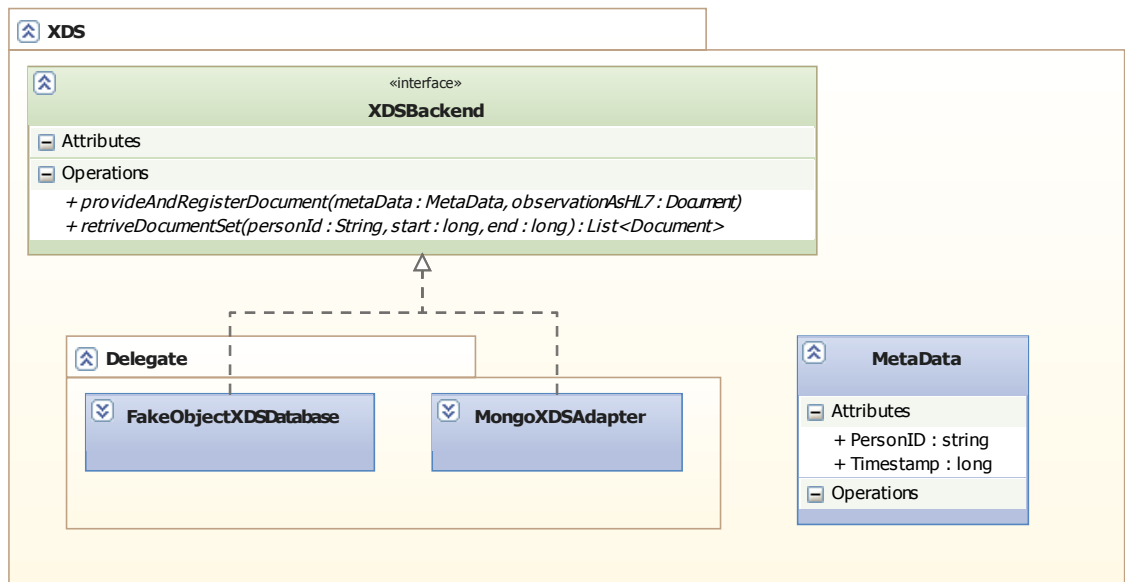 XDS
«interface»
XDSBackend
Attributes
Operations
+ provideAndRegisterDocument(metaData : MetaData, observationAsHL7 : Document)
+ retriveDocumentSet(personId : String, start : long, end : long) : List<Document>
Delegate
FakeObjectXDSDatabase
MongoXDSAdapter
MetaData
Attributes
+ PersonID : string
+ Timestamp : long
Operations